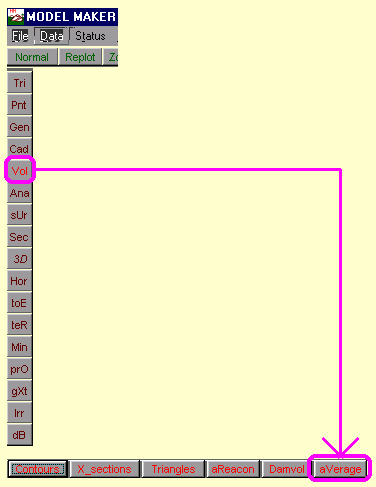 MODEL MAKER
File Data Status
Normal Replot Zo
Tri
Pnt
Gen
Cad
Vol
Ana
sUr
Sec
3D
Hor
toE
teR
Min
prO
gXt
Irr
dB
Contours X_sections Triangles aReacon Damvol aVerage